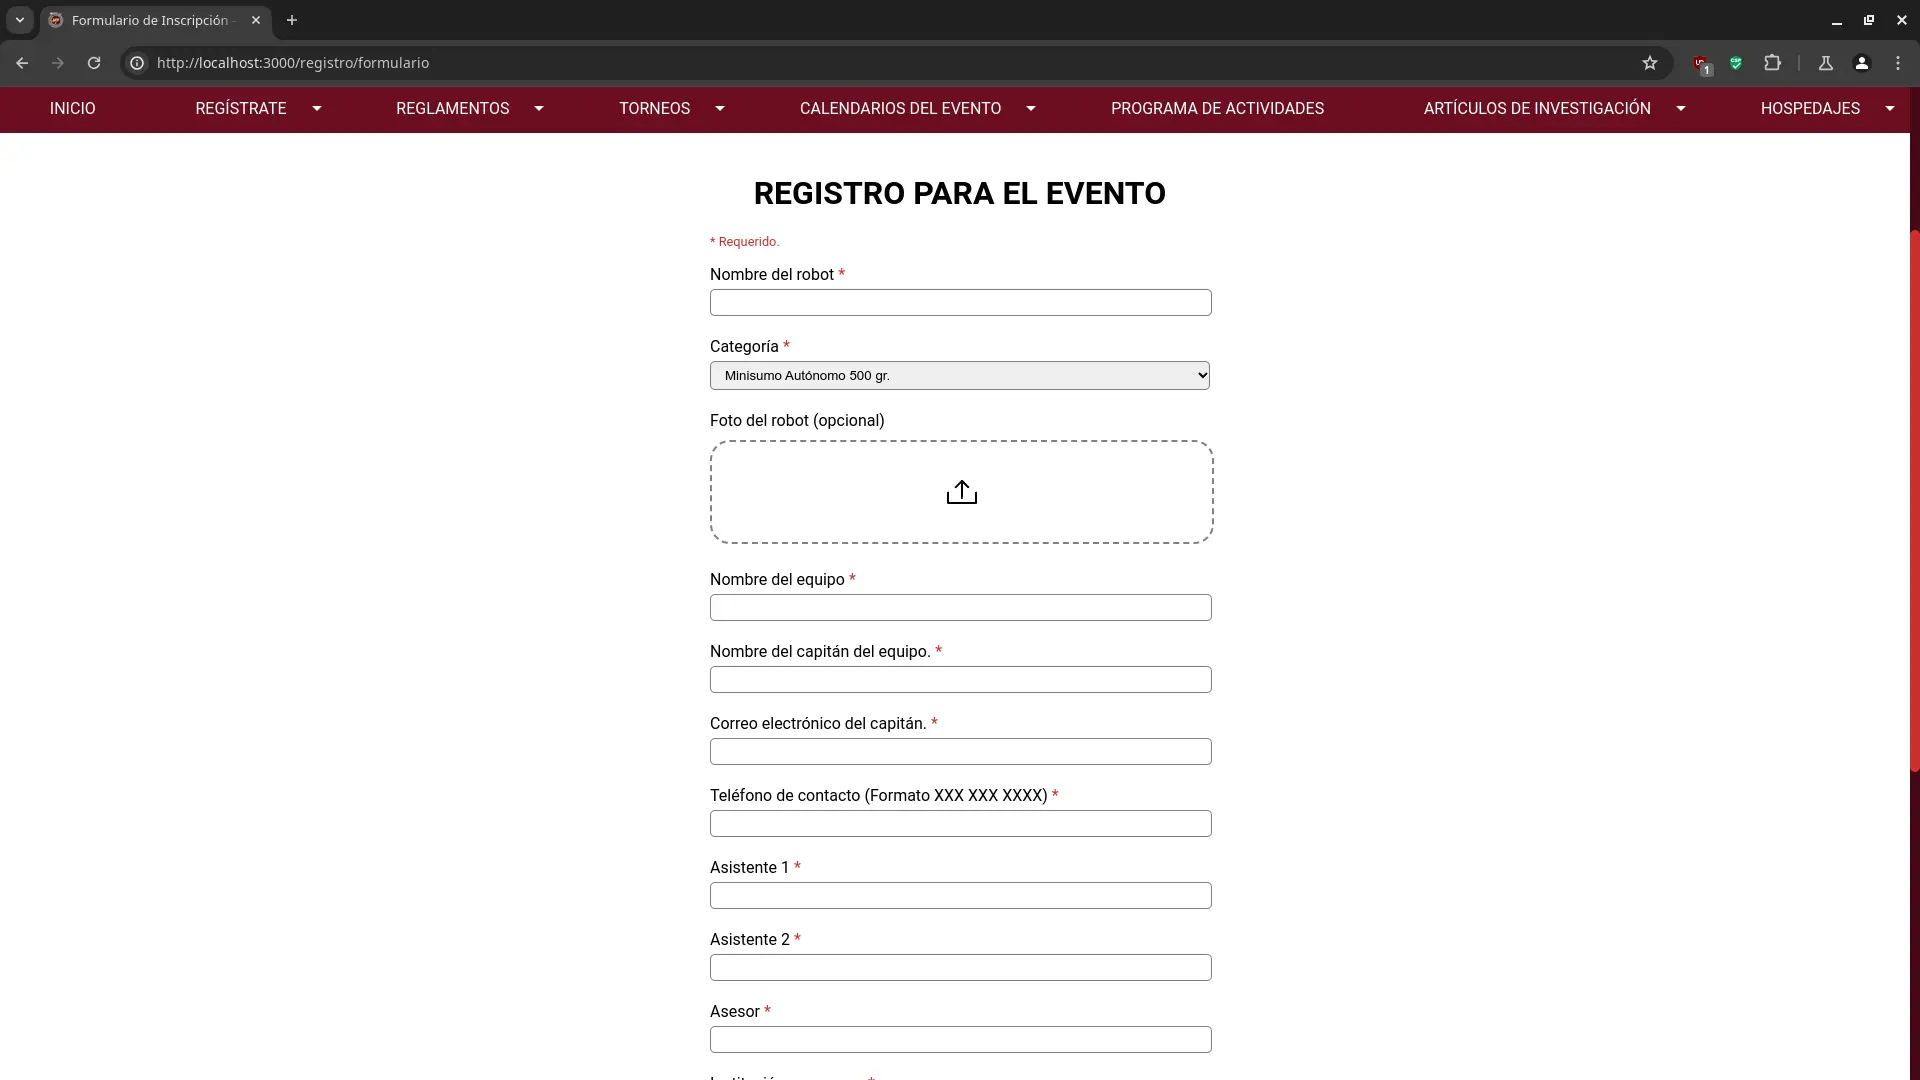 Formulario de Inscripción -
http://localhost:3000/registro/formulario
1
INICIO REGÍSTRATE REGLAMENTOS TORNEOS CALENDARIOS DEL EVENTO PROGRAMA DE ACTIVIDADES ARTÍCULOS DE INVESTIGACIÓN HOSPEDAJES
REGISTRO PARA EL EVENTO
* Requerido.
Nombre del robot *
Categoría *
Minisumo Autónomo 500 gr.
Foto del robot (opcional)
Nombre del equipo *
Nombre del capitán del equipo. *
Correo electrónico del capitán. *
Teléfono de contacto (Formato XXX XXX XXXX) *
Asistente 1 *
Asistente 2 *
Asesor *